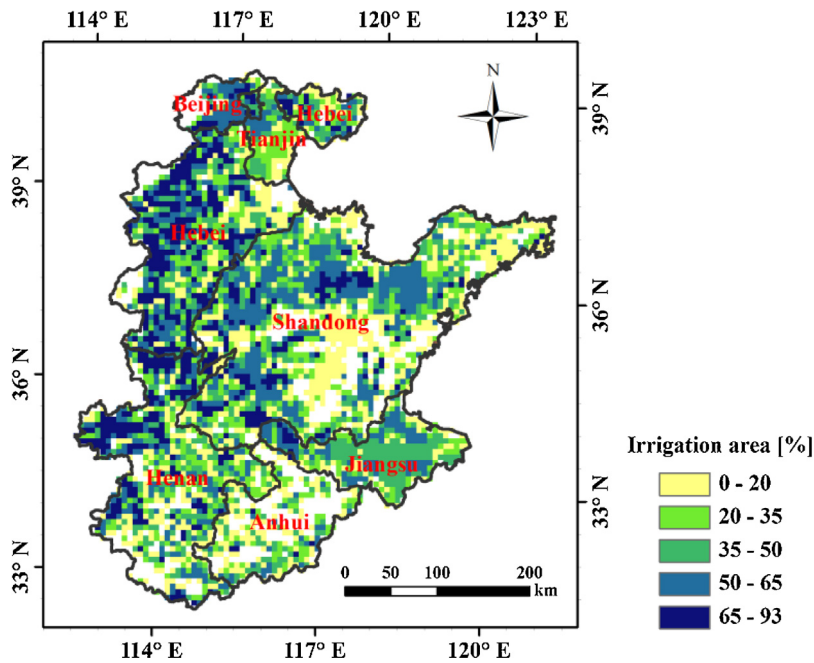 114° E 117° E 120° E 123° E
N
39° N
36° N
33° N
39° N
36° N
33° N
Beijing
Hebei
Tianjin
Hebei
Shandong
Jiangsu
Henan
Anhui
Irrigation area [%]
0 - 20
20 - 35
35 - 50
50 - 65
65 - 93
0 50 100 200
km
114° E 117° E 120° E